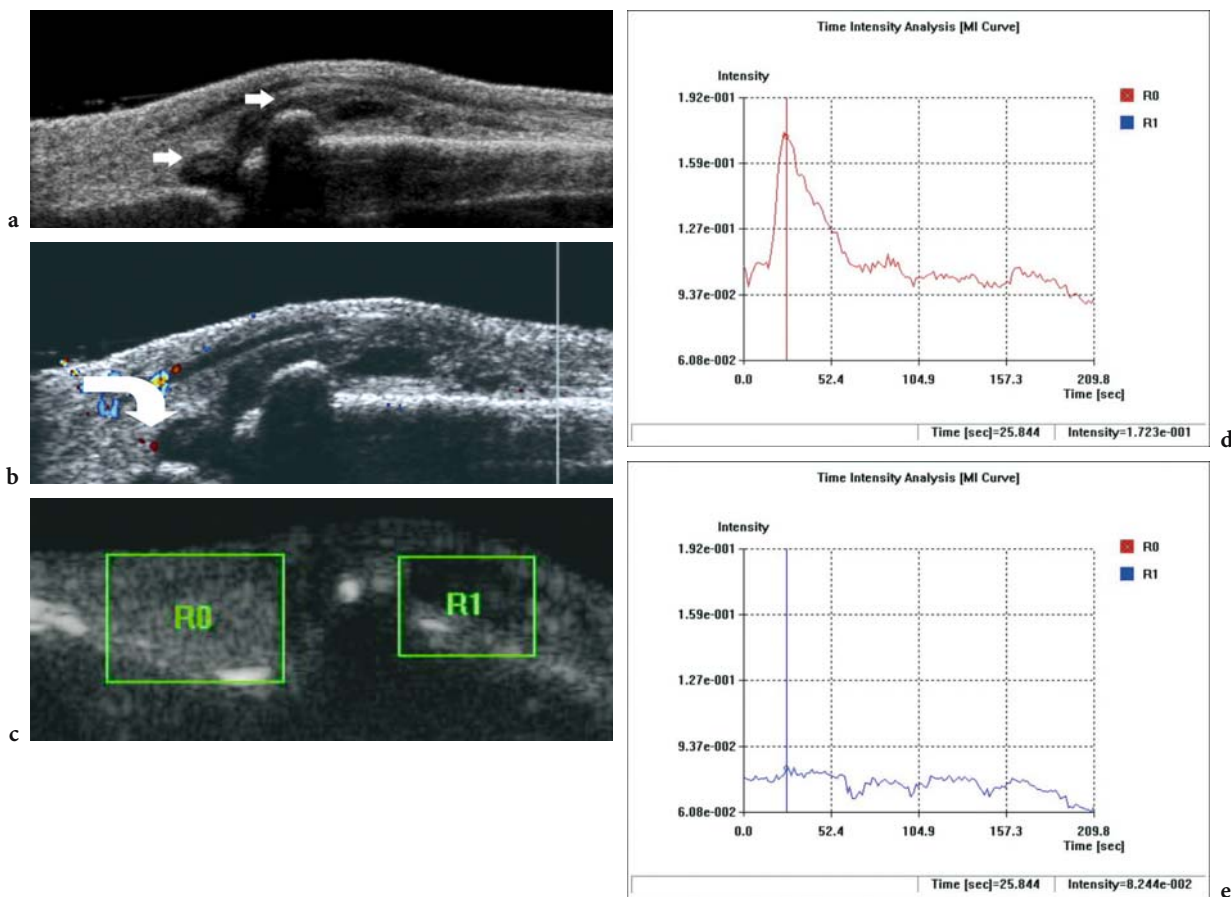 a
b
R0
R1
c
Time Intensity Analysis [MI Curve]
Intensity
1.92e-001
1.59e-001
1.27e-001
9.37e-002
6.08e-002
0.0 52.4 104.9 157.3 209.8
Time [sec]
R0
R1
Time [sec]=25.844 Intensity=1.723e-001
d
Time Intensity Analysis [MI Curve]
Intensity
1.92e-001
1.59e-001
1.27e-001
9.37e-002
6.08e-002
0.0 52.4 104.9 157.3 209.8
Time [sec]
R0
R1
Time [sec]=25.844 Intensity=8.244e-002
e